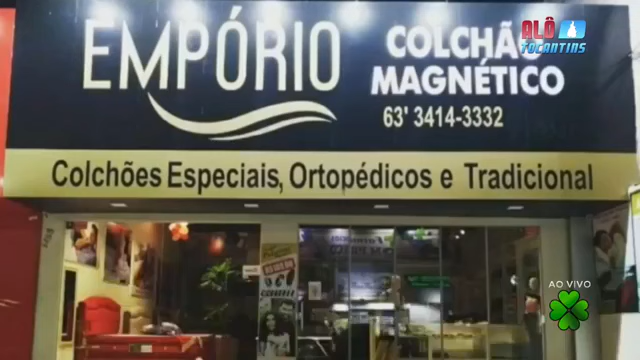 EMPÓRIO
COLCHÃO
MAGNÉTICO
63' 3414-3332
Colchões Especiais, Ortopédicos e Tradicional
ALÔ
TOCANTINS
AO VIVO